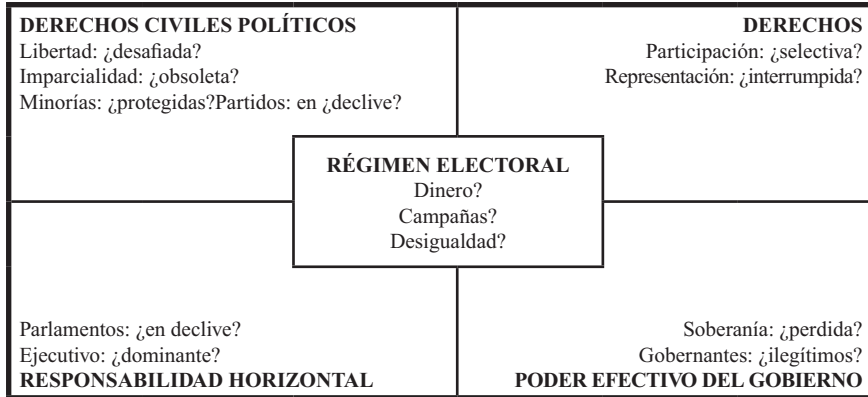 DERECHOS CIVILES POLÍTICOS
Libertad: ¿desafiada?
Imparcialidad: ¿obsoleta?
Minorías: ¿protegidas?Partidos: en ¿declive?
DERECHOS
Participación: ¿selectiva?
Representación: ¿interrumpida?
RÉGIMEN ELECTORAL
Dinero?
Campañas?
Desigualdad?
Parlamentos: ¿en declive?
Ejecutivo: ¿dominante?
RESPONSABILIDAD HORIZONTAL
Soberanía: ¿perdida?
Gobernantes: ¿ilegítimos?
PODER EFECTIVO DEL GOBIERNO